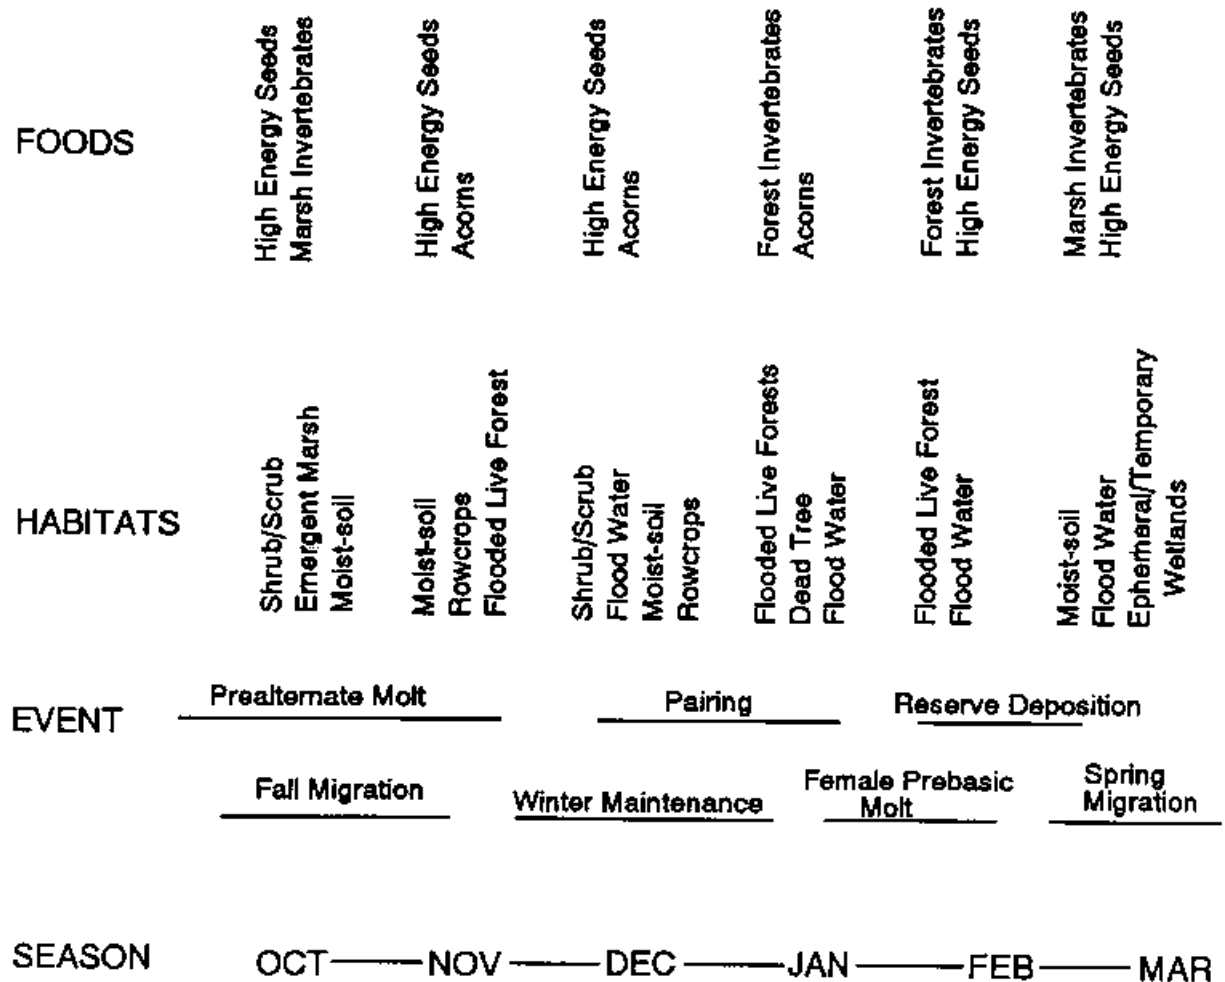 FOODS
High Energy Seeds
Marsh Invertebrates
High Energy Seeds
Acorns
High Energy Seeds
Acorns
Forest Invertebrates
Acorns
Forest Invertebrates
High Energy Seeds
Marsh Invertebrates
High Energy Seeds
HABITATS
Shrub/Scrub
Emergent Marsh
Moist-soil
Moist-soil
Rowcrops
Flooded Live Forest
Shrub/Scrub
Flood Water
Moist-soil
Rowcrops
Flooded Live Forests
Dead Tree
Flood Water
Flooded Live Forest
Flood Water
Moist-soil
Flood Water
Ephemeral/Temporary
Wetlands
EVENT
Prealternate Molt
Pairing
Reserve Deposition
Fall Migration
Winter Maintenance
Female Prebasic
Molt
Spring
Migration
SEASON
OCT
NOV
DEC
JAN
FEB
MAR